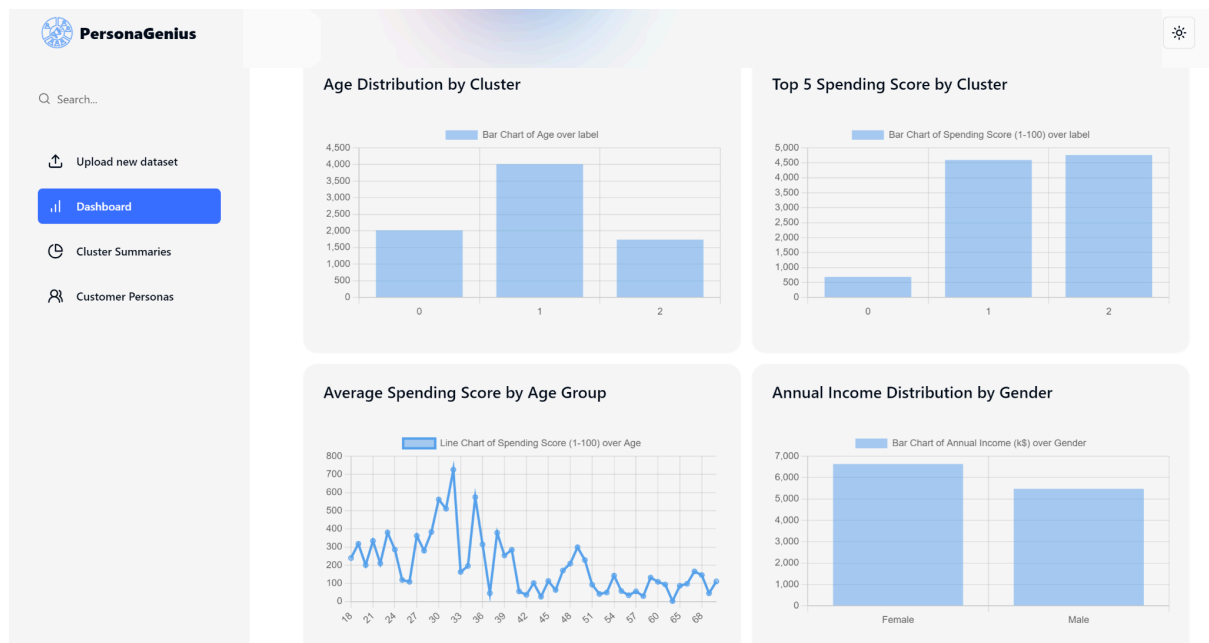 PersonaGenius
Search...
Upload new dataset
Dashboard
Cluster Summaries
Customer Personas
Age Distribution by Cluster
Bar Chart of Age over label
4,500
4,000
3,500
3,000
2,500
2,000
1,500
1,000
500
0
0 1 2
Top 5 Spending Score by Cluster
Bar Chart of Spending Score (1-100) over label
5,000
4,500
4,000
3,500
3,000
2,500
2,000
1,500
1,000
500
0
0 1 2
Average Spending Score by Age Group
Line Chart of Spending Score (1-100) over Age
800
700
600
500
400
300
200
100
0
18 21 24 27 30 33 36 39 42 45 48 51 54 57 60 65 68
Annual Income Distribution by Gender
Bar Chart of Annual Income (k$) over Gender
7,000
6,000
5,000
4,000
3,000
2,000
1,000
0
Female Male